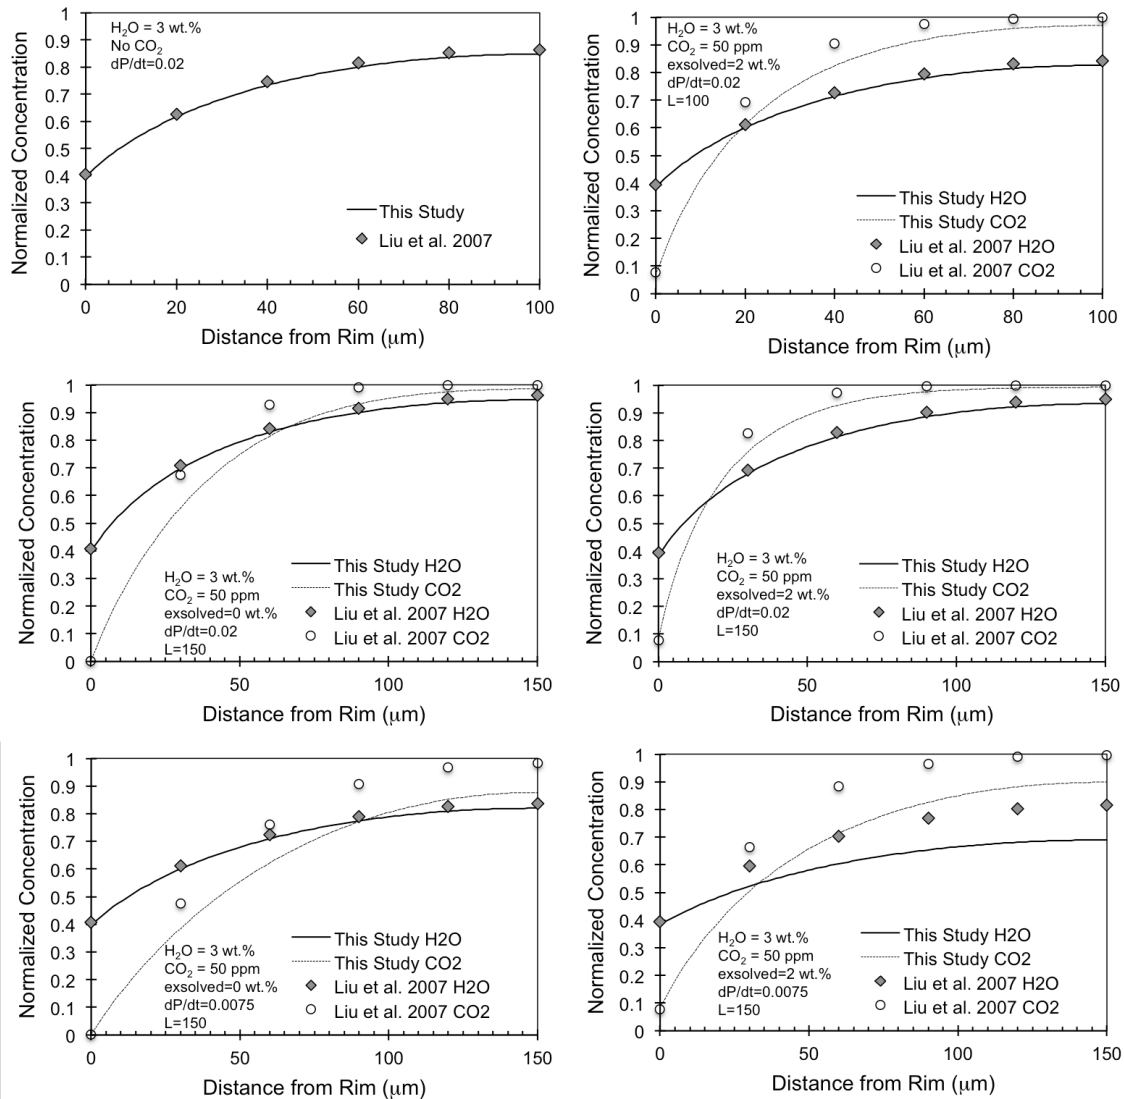 H2O = 3 wt.%
No CO2
dP/dt=0.02
1
0.9
0.8
0.7
0.6
0.5
0.4
0.3
0.2
0.1
0
Normalized Concentration
This Study
Liu et al. 2007
0 20 40 60 80 100
Distance from Rim (μm)
H2O = 3 wt.%
CO2 = 50 ppm
exsolved=2 wt.%
dP/dt=0.02
L=100
1
0.9
0.8
0.7
0.6
0.5
0.4
0.3
0.2
0.1
0
Normalized Concentration
This Study H2O
This Study CO2
Liu et al. 2007 H2O
Liu et al. 2007 CO2
0 20 40 60 80 100
Distance from Rim (μm)
1
0.9
0.8
0.7
0.6
0.5
0.4
0.3
0.2
0.1
0
Normalized Concentration
H2O = 3 wt.%
CO2 = 50 ppm
exsolved=0 wt.%
dP/dt=0.02
L=150
This Study H2O
This Study CO2
Liu et al. 2007 H2O
Liu et al. 2007 CO2
0 50 100 150
Distance from Rim (μm)
1
0.9
0.8
0.7
0.6
0.5
0.4
0.3
0.2
0.1
0
Normalized Concentration
H2O = 3 wt.%
CO2 = 50 ppm
exsolved=2 wt.%
dP/dt=0.02
L=150
This Study H2O
This Study CO2
Liu et al. 2007 H2O
Liu et al. 2007 CO2
0 50 100 150
Distance from Rim (μm)
1
0.9
0.8
0.7
0.6
0.5
0.4
0.3
0.2
0.1
0
Normalized Concentration
H2O = 3 wt.%
CO2 = 50 ppm
exsolved=0 wt.%
dP/dt=0.0075
L=150
This Study H2O
This Study CO2
Liu et al. 2007 H2O
Liu et al. 2007 CO2
0 50 100 150
Distance from Rim (μm)
1
0.9
0.8
0.7
0.6
0.5
0.4
0.3
0.2
0.1
0
Normalized Concentration
H2O = 3 wt.%
CO2 = 50 ppm
exsolved=2 wt.%
dP/dt=0.0075
L=150
This Study H2O
This Study CO2
Liu et al. 2007 H2O
Liu et al. 2007 CO2
0 50 100 150
Distance from Rim (μm)